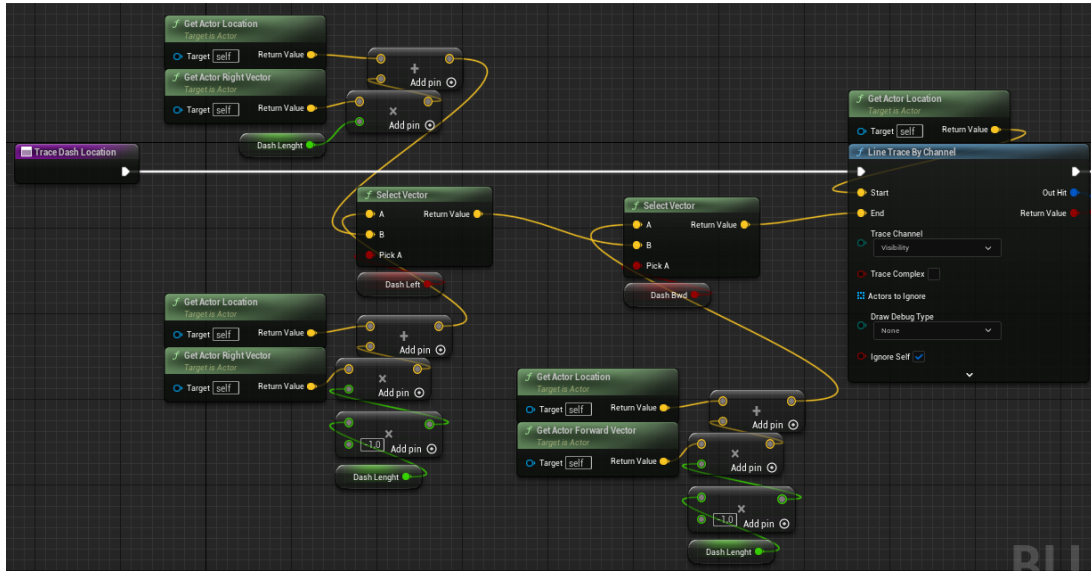 Get Actor Location
Target is Actor
Target self Return Value
Get Actor Right Vector
Target is Actor
Target self Return Value
+
Add pin
×
Add pin
Dash Lenght
Trace Dash Location
Select Vector
A Return Value
B
Pick A
Dash Left
Get Actor Location
Target is Actor
Target self Return Value
Get Actor Right Vector
Target is Actor
Target self Return Value
+
Add pin
×
Add pin
×
-1,0 Add pin
Dash Lenght
Select Vector
A Return Value
B
Pick A
Dash Bwd
Get Actor Location
Target is Actor
Target self Return Value
Get Actor Forward Vector
Target is Actor
Target self Return Value
+
Add pin
×
Add pin
×
-1,0 Add pin
Dash Lenght
Get Actor Location
Target is Actor
Target self Return Value
Line Trace By Channel
Start Out Hit
End Return Value
Trace Channel
Visibility
Trace Complex
Actors to Ignore
Draw Debug Type
None
Ignore Self